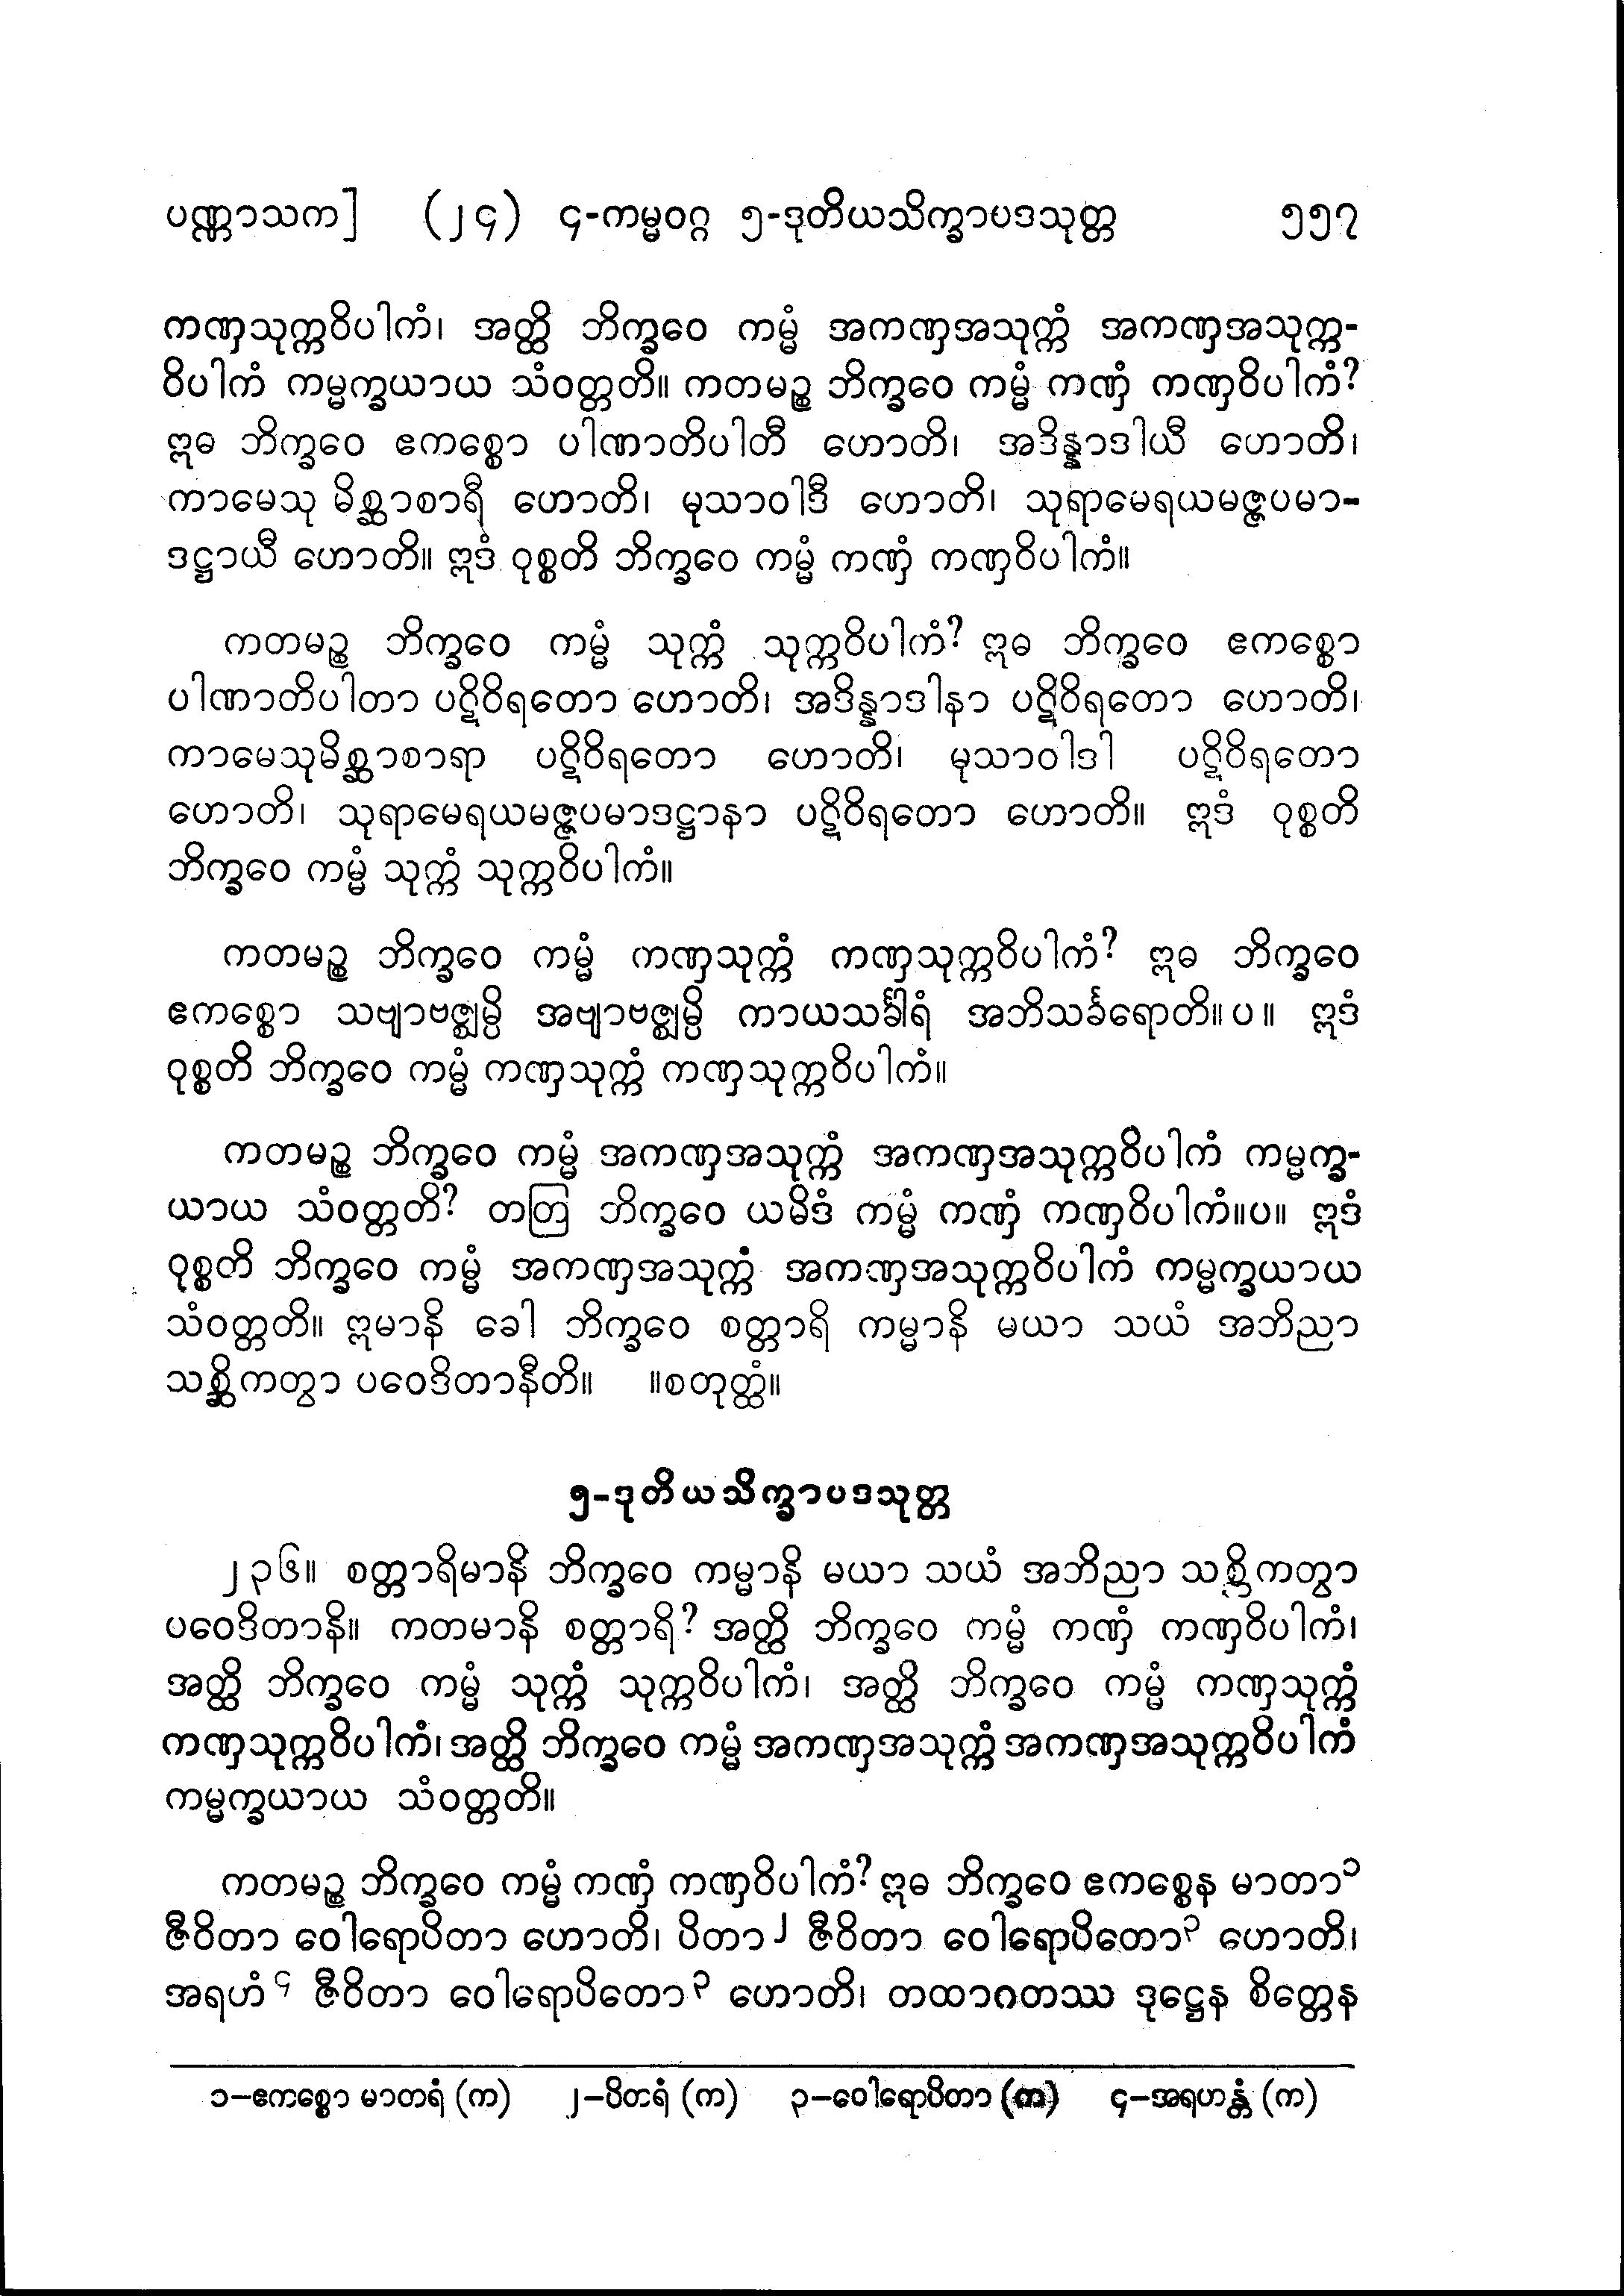 ပဏ္ဏာသက] (၂၄) ၄-ကမ္မဝဂ္ဂ ၅-ဒုတိယသိက္ခာပဒသုတ္တ ၅၅၇
ကဏှသုက္ကဝိပါကံ၊ အတ္ထိ ဘိက္ခဝေ ကမ္မံ အကဏှအသုက္ကံ အကဏှအသုက္က-
ဝိပါကံ ကမ္မက္ခယာယ သံဝတ္တတိ။ ကတမဉ္စ ဘိက္ခဝေ ကမ္မံ ကဏှံ ကဏှဝိပါကံ?
ဣဓ ဘိက္ခဝေ ဧကစ္စော ပါဏာတိပါတီ ဟောတိ၊ အဒိန္နာဒါယီ ဟောတိ၊
ကာမေသု မိစ္ဆာစာရီ ဟောတိ၊ မုသာဝါဒီ ဟောတိ၊ သုရာမေရယမဇ္ဇပမာ-
ဒဋ္ဌာယီ ဟောတိ။ ဣဒံ ဝုစ္စတိ ဘိက္ခဝေ ကမ္မံ ကဏှံ ကဏှဝိပါကံ။
ကတမဉ္စ ဘိက္ခဝေ ကမ္မံ သုက္ကံ သုက္ကဝိပါကံ? ဣဓ ဘိက္ခဝေ ဧကစ္စော
ပါဏာတိပါတာ ပဋိဝိရတော ဟောတိ၊ အဒိန္နာဒါနာ ပဋိဝိရတော ဟောတိ၊
ကာမေသုမိစ္ဆာစာရာ ပဋိဝိရတော ဟောတိ၊ မုသာဝါဒါ ပဋိဝိရတော
ဟောတိ၊ သုရာမေရယမဇ္ဇပမာဒဋ္ဌာနာ ပဋိဝိရတော ဟောတိ။ ဣဒံ ဝုစ္စတိ
ဘိက္ခဝေ ကမ္မံ သုက္ကံ သုက္ကဝိပါကံ။
ကတမဉ္စ ဘိက္ခဝေ ကမ္မံ ကဏှသုက္ကံ ကဏှသုက္ကဝိပါကံ? ဣဓ ဘိက္ခဝေ
ဧကစ္စော သဗျာဗဇ္ဈမ္ပိ အဗျာဗဇ္ဈမ္ပိ ကာယသင်္ခါရံ အဘိသင်္ခရောတိ။ပ။ ဣဒံ
ဝုစ္စတိ ဘိက္ခဝေ ကမ္မံ ကဏှသုက္ကံ ကဏှသုက္ကဝိပါကံ။
ကတမဉ္စ ဘိက္ခဝေ ကမ္မံ အကဏှအသုက္ကံ အကဏှအသုက္ကဝိပါကံ ကမ္မက္ခ-
ယာယ သံဝတ္တတိ? တတြ ဘိက္ခဝေ ယမိဒံ ကမ္မံ ကဏှံ ကဏှဝိပါကံ။ပ။ ဣဒံ
ဝုစ္စတိ ဘိက္ခဝေ ကမ္မံ အကဏှအသုက္ကံ အကဏှအသုက္ကဝိပါကံ ကမ္မက္ခယာယ
သံဝတ္တတိ။ ဣမာနိ ခေါ ဘိက္ခဝေ စတ္တာရိ ကမ္မာနိ မယာ သယံ အဘိညာ
သစ္ဆိကတွာ ပဝေဒိတာနီတိ။ ။စတုတ္ထံ။
၅-ဒုတိယသိက္ခာပဒသုတ္တ
၂၃၆။ စတ္တာရိမာနိ ဘိက္ခဝေ ကမ္မာနိ မယာ သယံ အဘိညာ သစ္ဆိကတွာ
ပဝေဒိတာနိ။ ကတမာနိ စတ္တာရိ? အတ္ထိ ဘိက္ခဝေ ကမ္မံ ကဏှံ ကဏှဝိပါကံ၊
အတ္ထိ ဘိက္ခဝေ ကမ္မံ သုက္ကံ သုက္ကဝိပါကံ၊ အတ္ထိ ဘိက္ခဝေ ကမ္မံ ကဏှသုက္ကံ
ကဏှသုက္ကဝိပါကံ၊ အတ္ထိ ဘိက္ခဝေ ကမ္မံ အကဏှအသုက္ကံ အကဏှအသုက္ကဝိပါကံ
ကမ္မက္ခယာယ သံဝတ္တတိ။
ကတမဉ္စ ဘိက္ခဝေ ကမ္မံ ကဏှံ ကဏှဝိပါကံ? ဣဓ ဘိက္ခဝေ ဧကစ္စေန မာတာ၁
ဇီဝိတာ ဝေါရောပိတာ ဟောတိ၊ ပိတာ၂ ဇီဝိတာ ဝေါရောပိတော၃ ဟောတိ၊
အရဟံ၄ ဇီဝိတာ ဝေါရောပိတော၃ ဟောတိ၊ တထာဂတဿ ဒုဋ္ဌေန စိတ္တေန
၁–ဧကစ္စော မာတရံ (က) ၂–ပိတရံ (က) ၃–ဝေါရောပိတာ (က) ၄–အရဟန္တံ (က)